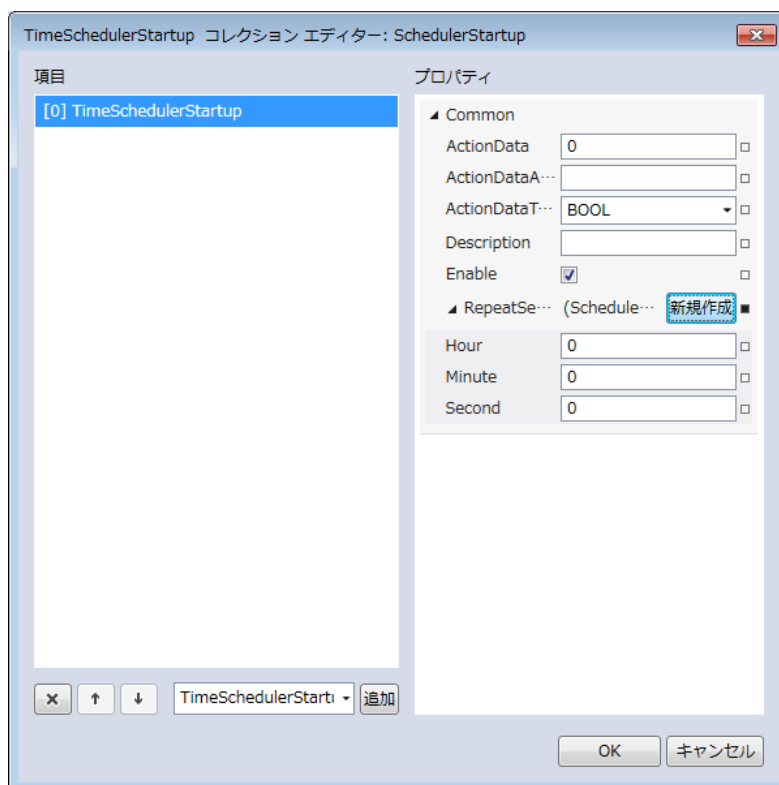 TimeSchedulerStartup コレクション エディター: SchedulerStartup
項目
[0] TimeSchedulerStartup
TimeSchedulerStartı
追加
プロパティ
Common
ActionData 0
ActionDataA…
ActionDataT… BOOL
Description
Enable
RepeatSe… (Schedule… 新規作成
Hour 0
Minute 0
Second 0
OK キャンセル